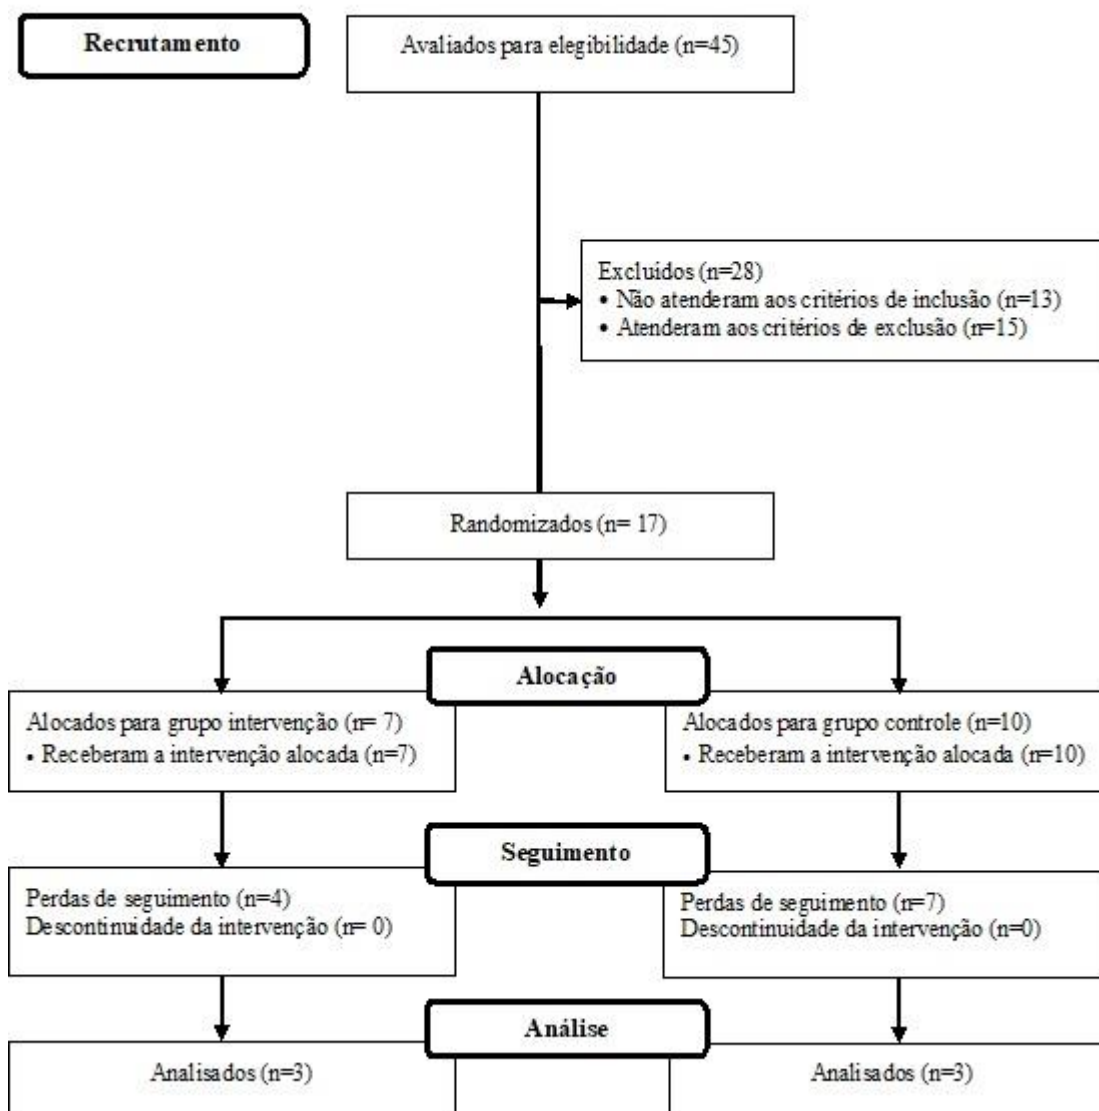 Recrutamento
Avaliados para elegibilidade (n=45)
Excluídos (n=28)
• Não atenderam aos critérios de inclusão (n=13)
• Atenderam aos critérios de exclusão (n=15)
Randomizados (n= 17)
Alocação
Alocados para grupo intervenção (n= 7)
• Receberam a intervenção alocada (n=7)
Alocados para grupo controle (n=10)
• Receberam a intervenção alocada (n=10)
Seguimento
Perdas de seguimento (n=4)
Descontinuidade da intervenção (n= 0)
Perdas de seguimento (n=7)
Descontinuidade da intervenção (n=0)
Análise
Analisados (n=3)
Analisados (n=3)